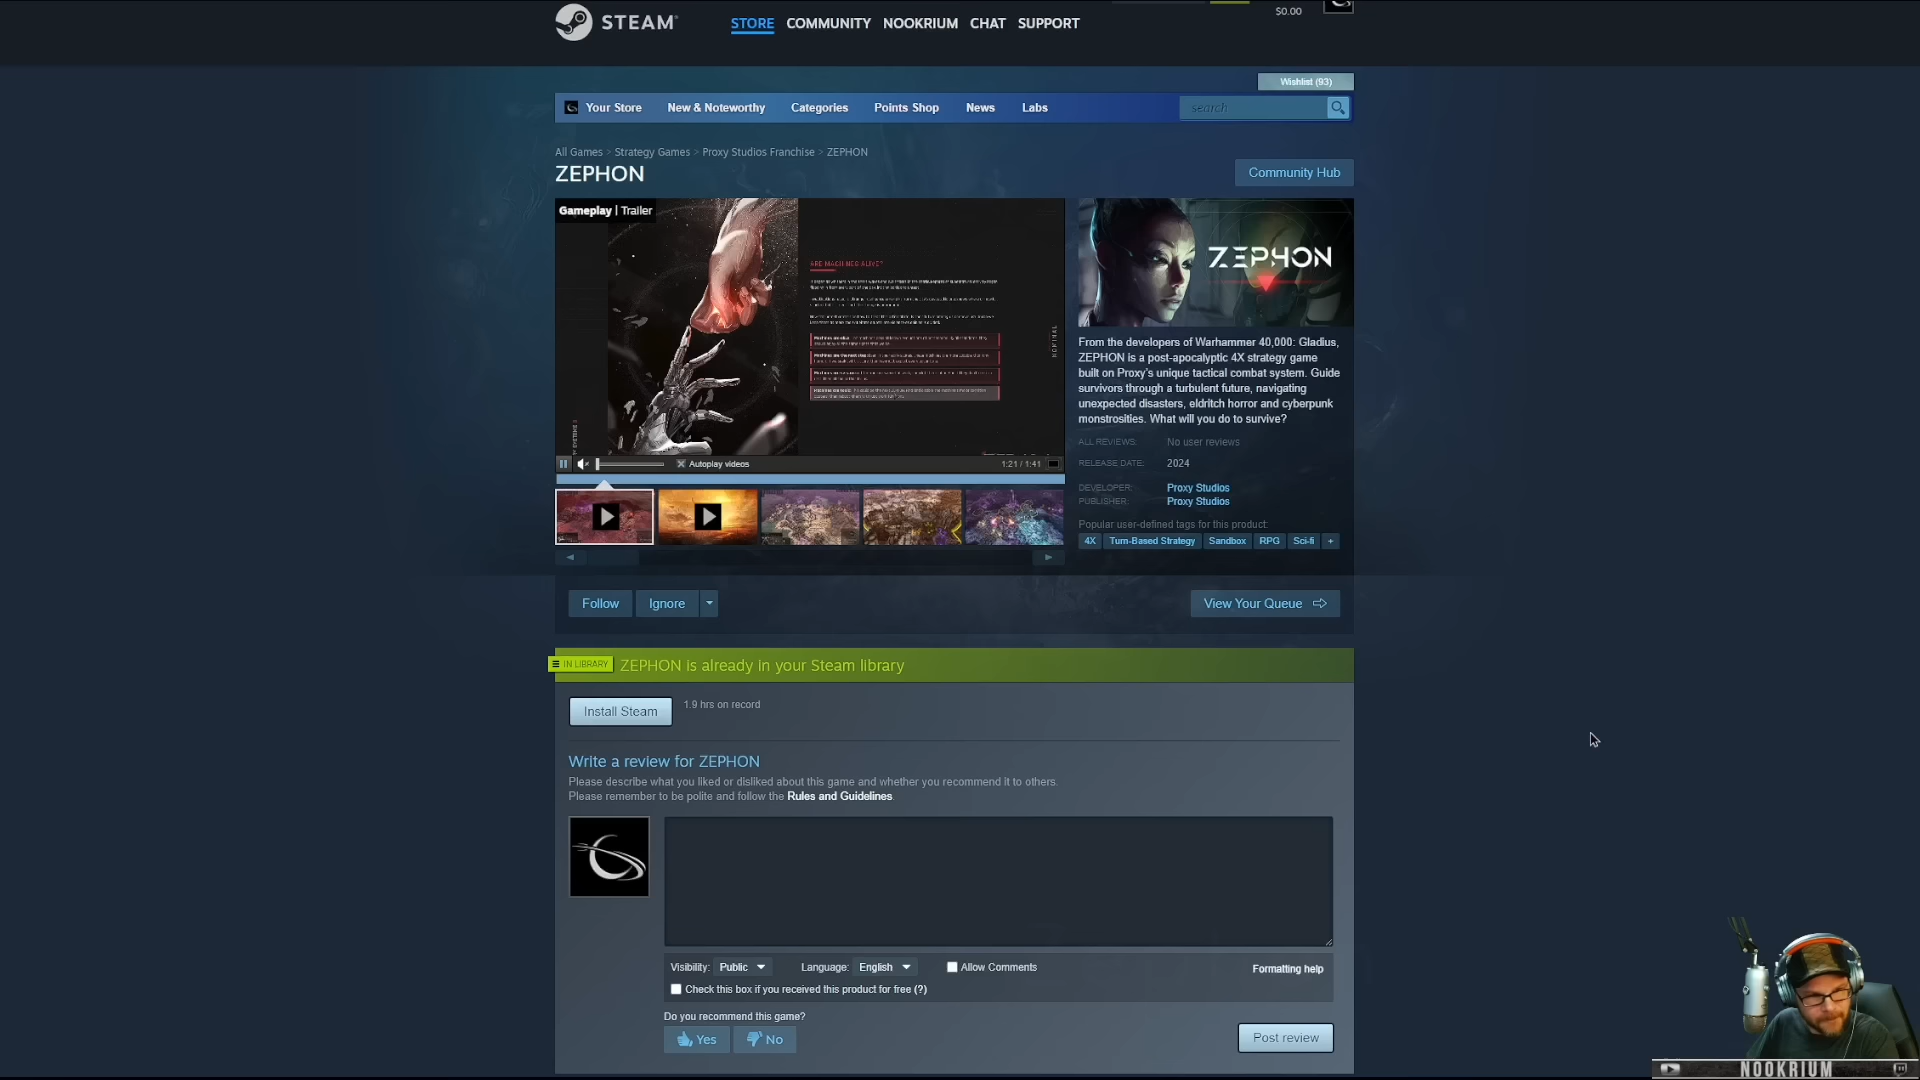 $0.00
STEAM
STORE COMMUNITY NOOKRIUM CHAT SUPPORT
Wishlist (93)
Your Store New & Noteworthy Categories Points Shop News Labs search
All Games > Strategy Games > Proxy Studios Franchise > ZEPHON
ZEPHON
Community Hub
Gameplay | Trailer
ARE MACHINES ALIVE?
NOMINAL
Autoplay videos
1:21 / 1:41
ZEPHON
From the developers of Warhammer 40,000: Gladius,
ZEPHON is a post-apocalyptic 4X strategy game
built on Proxy's unique tactical combat system. Guide
survivors through a turbulent future, navigating
unexpected disasters, eldritch horror and cyberpunk
monstrosities. What will you do to survive?
ALL REVIEWS: No user reviews
RELEASE DATE: 2024
DEVELOPER: Proxy Studios
PUBLISHER: Proxy Studios
Popular user-defined tags for this product:
4X Turn-Based Strategy Sandbox RPG Sci-fi +
Follow Ignore View Your Queue
IN LIBRARY ZEPHON is already in your Steam library
Install Steam 1.9 hrs on record
Write a review for ZEPHON
Please describe what you liked or disliked about this game and whether you recommend it to others.
Please remember to be polite and follow the Rules and Guidelines.
Visibility: Public Language: English Allow Comments Formatting help
Check this box if you received this product for free (?)
Do you recommend this game?
Yes No Post review
NOOKRIUM